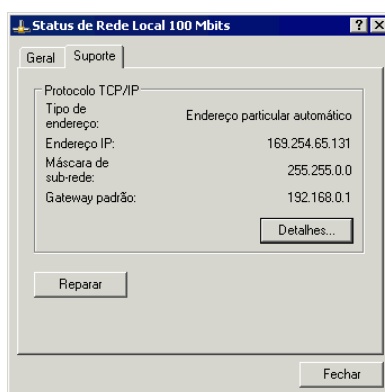 Status de Rede Local 100 Mbits
Geral Suporte
Protocolo TCP/IP
Tipo de
endereço: Endereço particular automático
Endereço IP: 169.254.65.131
Máscara de
sub-rede: 255.255.0.0
Gateway padrão: 192.168.0.1
Detalhes...
Reparar
Fechar